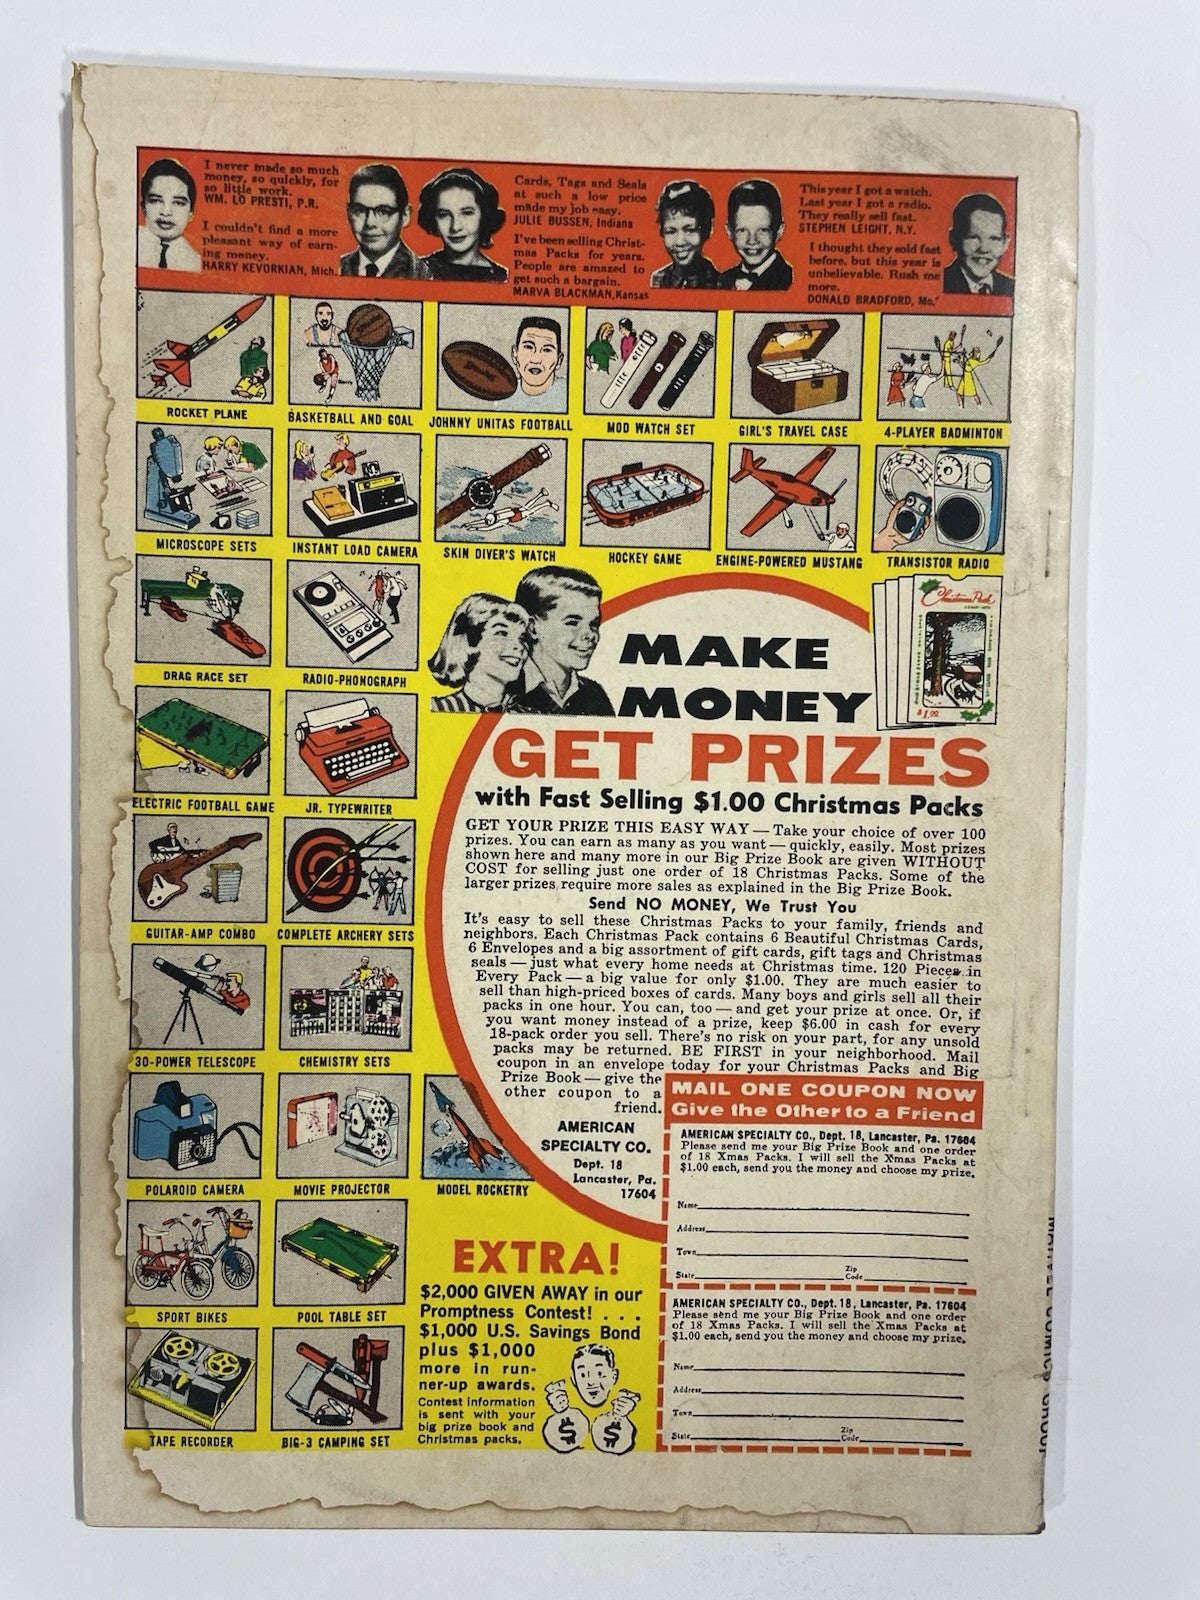 I never made so much
money, so quickly, for
so little work.
WM. LO PRESTI, P.R.
I couldn't find a more
pleasant way of earn-
ing money.
HARRY KEVORKIAN, Mich.
Cards, Tags and Seals
at such a low price
made my job easy.
JULIE BUSSEN, Indiana
I've been selling Christ-
mas Packs for years.
People are amazed to
get such a bargain.
MARVA BLACKMAN, Kansas
This year I got a watch.
Last year I got a radio.
They really sell fast.
STEPHEN LEIGHT, N.Y.
I thought they sold fast
before, but this year is
unbelievable. Rush me
more.
DONALD BRADFORD, Mo.
ROCKET PLANE
BASKETBALL AND GOAL
JOHNNY UNITAS FOOTBALL
MOD WATCH SET
GIRL'S TRAVEL CASE
4-PLAYER BADMINTON
MICROSCOPE SETS
INSTANT LOAD CAMERA
SKIN DIVER'S WATCH
HOCKEY GAME
ENGINE-POWERED MUSTANG
TRANSISTOR RADIO
DRAG RACE SET
RADIO-PHONOGRAPH
ELECTRIC FOOTBALL GAME
JR. TYPEWRITER
GUITAR-AMP COMBO
COMPLETE ARCHERY SETS
30-POWER TELESCOPE
CHEMISTRY SETS
POLAROID CAMERA
MOVIE PROJECTOR
MODEL ROCKETRY
SPORT BIKES
POOL TABLE SET
TAPE RECORDER
BIG-3 CAMPING SET
Christmas Pack
$1.00
MAKE
MONEY
GET PRIZES
with Fast Selling $1.00 Christmas Packs
GET YOUR PRIZE THIS EASY WAY — Take your choice of over 100
prizes. You can earn as many as you want — quickly, easily. Most prizes
shown here and many more in our Big Prize Book are given WITHOUT
COST for selling just one order of 18 Christmas Packs. Some of the
larger prizes require more sales as explained in the Big Prize Book.
Send NO MONEY, We Trust You
It's easy to sell these Christmas Packs to your family, friends and
neighbors. Each Christmas Pack contains 6 Beautiful Christmas Cards,
6 Envelopes and a big assortment of gift cards, gift tags and Christmas
seals — just what every home needs at Christmas time. 120 Pieces in
Every Pack — a big value for only $1.00. They are much easier to
sell than high-priced boxes of cards. Many boys and girls sell all their
packs in one hour. You can, too — and get your prize at once. Or, if
you want money instead of a prize, keep $6.00 in cash for every
18-pack order you sell. There's no risk on your part, for any unsold
packs may be returned. BE FIRST in your neighborhood. Mail
coupon in an envelope today for your Christmas Packs and Big
Prize Book — give the
other coupon to a
friend.
AMERICAN
SPECIALTY CO.
Dept. 18
Lancaster, Pa.
17604
EXTRA!
$2,000 GIVEN AWAY in our
Promptness Contest! . . .
$1,000 U.S. Savings Bond
plus $1,000
more in run-
ner-up awards.
Contest information
is sent with your
big prize book and
Christmas packs.
$ $
MAIL ONE COUPON NOW
Give the Other to a Friend
AMERICAN SPECIALTY CO., Dept. 18, Lancaster, Pa. 17604
Please send me your Big Prize Book and one order
of 18 Xmas Packs. I will sell the Xmas Packs at
$1.00 each, send you the money and choose my prize.
Name
Address
Town
State Zip Code
AMERICAN SPECIALTY CO., Dept. 18, Lancaster, Pa. 17604
Please send me your Big Prize Book and one order
of 18 Xmas Packs. I will sell the Xmas Packs at
$1.00 each, send you the money and choose my prize.
Name
Address
Town
State Zip Code
MARVEL COMICS GROUP